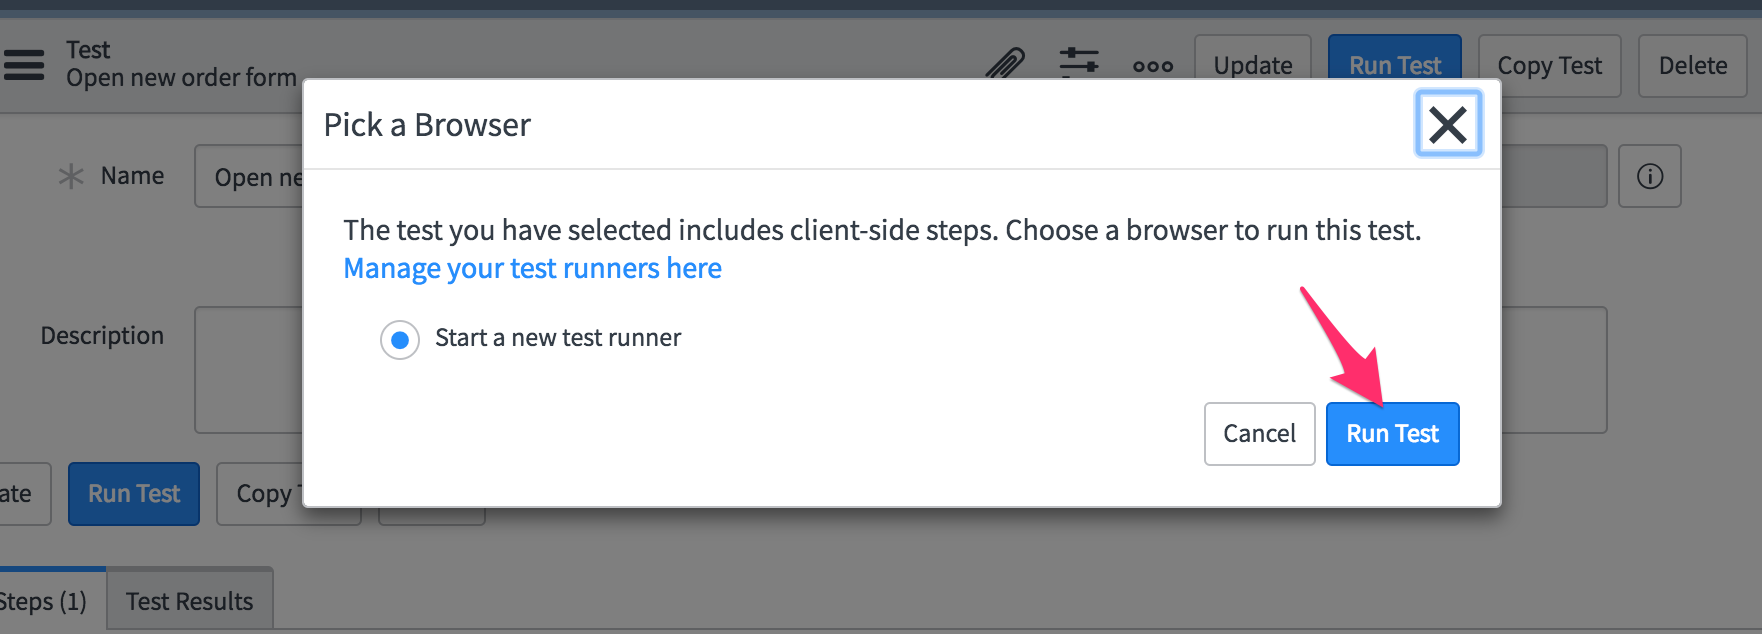 Test
Open new order form
Update
Run Test
Copy Test
Delete
Pick a Browser
Name
Open ne
The test you have selected includes client-side steps. Choose a browser to run this test.
Manage your test runners here
Description
Start a new test runner
Cancel
Run Test
ate
Run Test
Copy
Steps (1)
Test Results